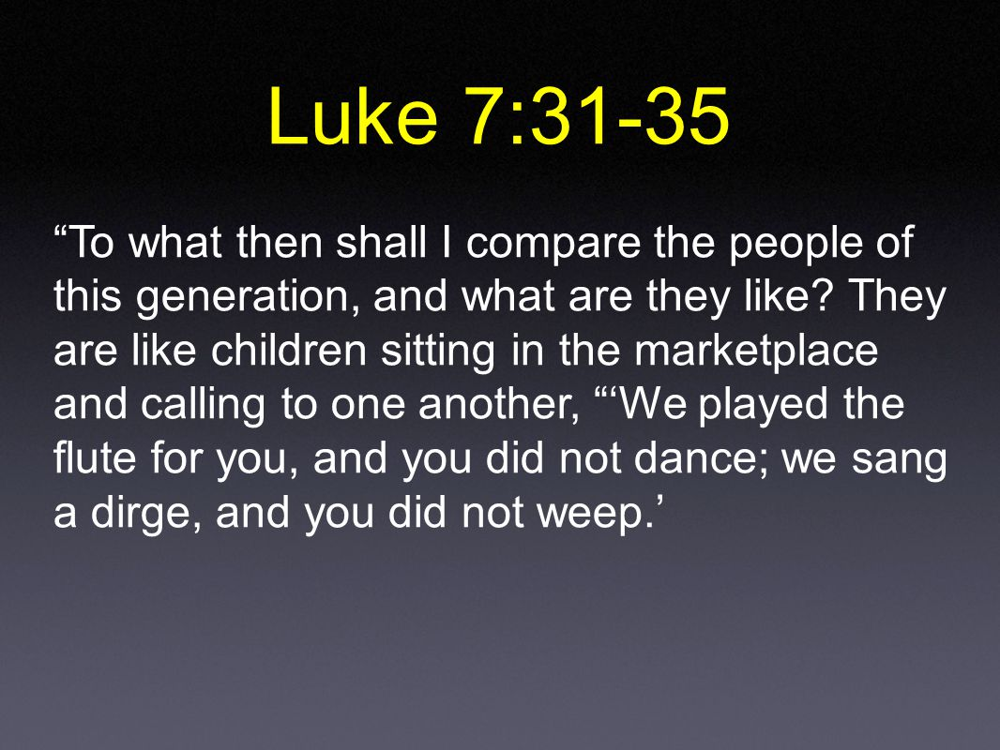 Luke 7:31-35
“To what then shall I compare the people of
this generation, and what are they like? They
are like children sitting in the marketplace
and calling to one another, “‘We played the
flute for you, and you did not dance; we sang
a dirge, and you did not weep.’